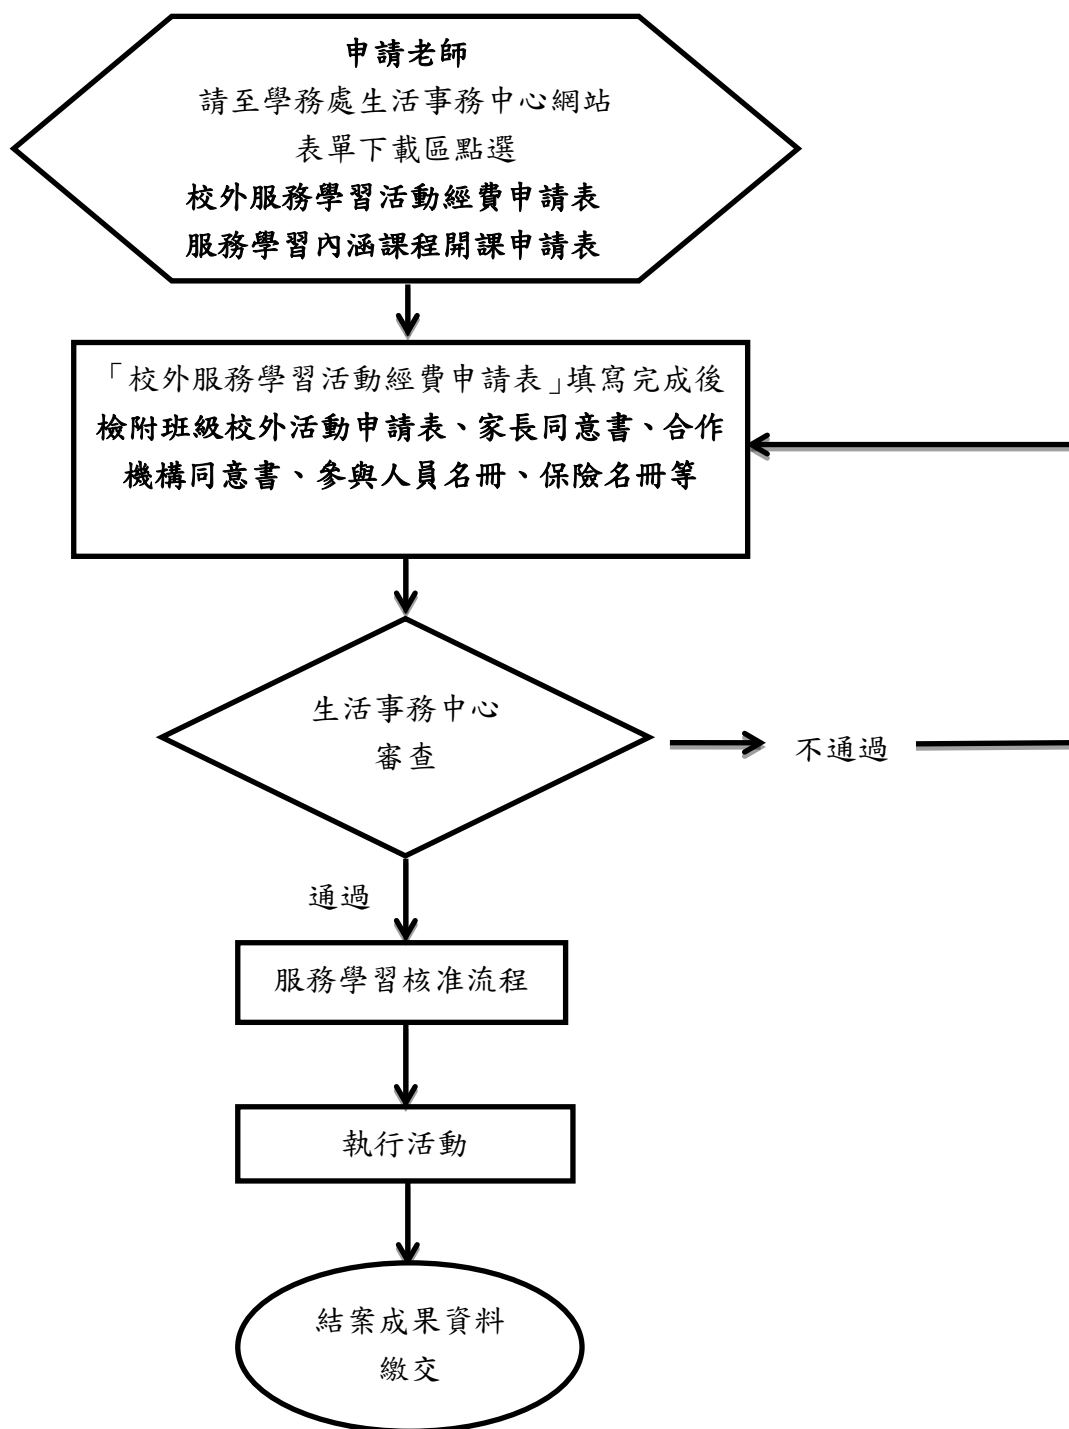 申請老師
請至學務處生活事務中心網站
表單下載區點選
校外服務學習活動經費申請表
服務學習內涵課程開課申請表
「校外服務學習活動經費申請表」填寫完成後
檢附班級校外活動申請表、家長同意書、合作
機構同意書、參與人員名冊、保險名冊等
生活事務中心
審查
不通過
通過
服務學習核准流程
執行活動
結案成果資料
繳交